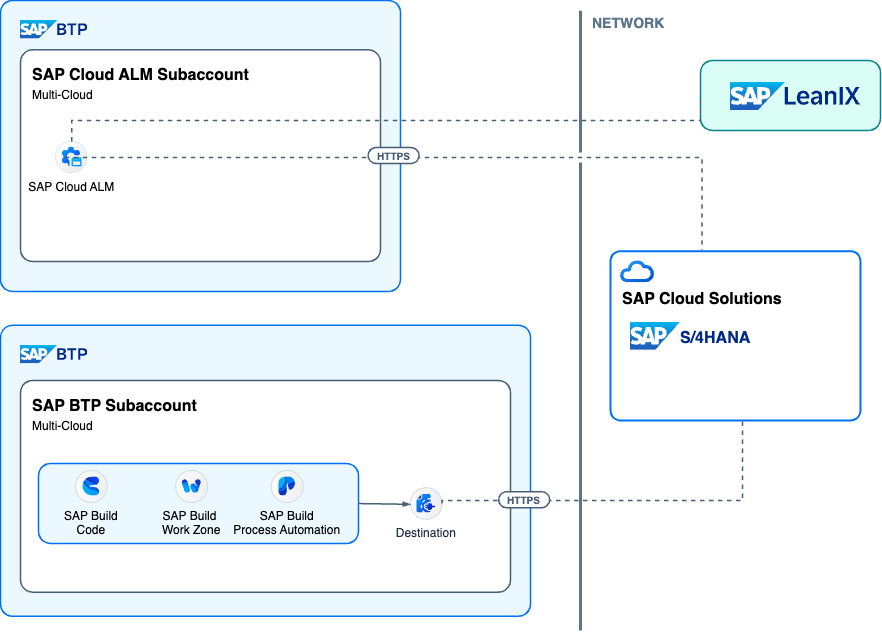 SAP BTP
SAP Cloud ALM Subaccount
Multi-Cloud
HTTPS
SAP Cloud ALM
NETWORK
SAP LeanIX
SAP Cloud Solutions
SAP S/4HANA
SAP BTP
SAP BTP Subaccount
Multi-Cloud
SAP Build
Code
SAP Build
Work Zone
SAP Build
Process Automation
Destination
HTTPS